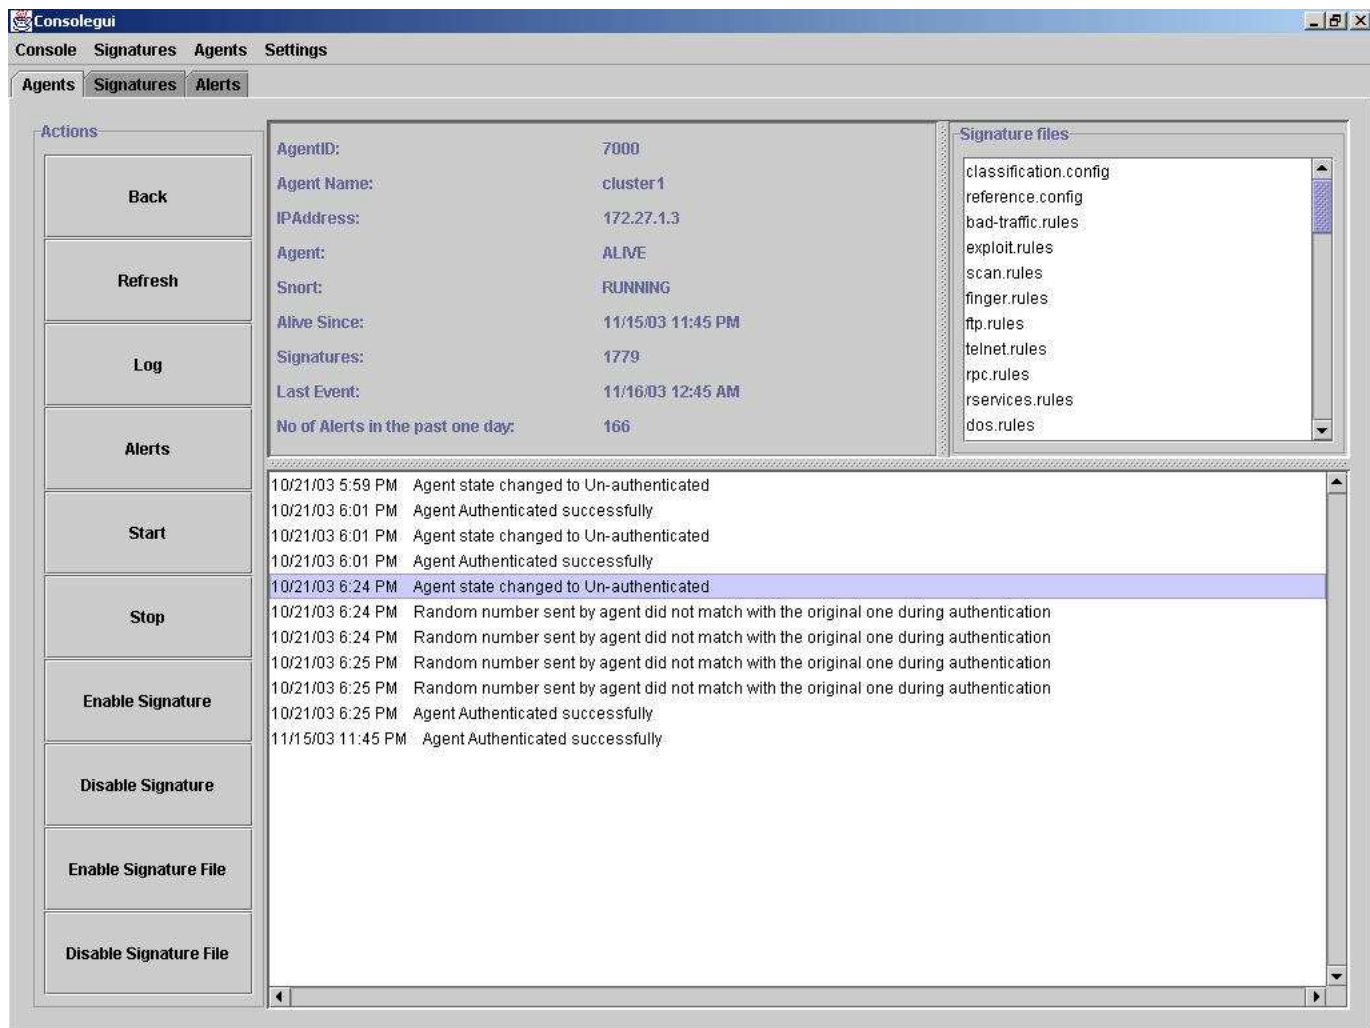 Consolegui
Console Signatures Agents Settings
Agents Signatures Alerts
Actions
Back
Refresh
Log
Alerts
Start
Stop
Enable Signature
Disable Signature
Enable Signature File
Disable Signature File
AgentID: 7000
Agent Name: cluster1
IPAddress: 172.27.1.3
Agent: ALIVE
Snort: RUNNING
Alive Since: 11/15/03 11:45 PM
Signatures: 1779
Last Event: 11/16/03 12:45 AM
No of Alerts in the past one day: 166
Signature files
classification.config
reference.config
bad-traffic.rules
exploit.rules
scan.rules
finger.rules
ftp.rules
telnet.rules
rpc.rules
rservices.rules
dos.rules
10/21/03 5:59 PM Agent state changed to Un-authenticated
10/21/03 6:01 PM Agent Authenticated successfully
10/21/03 6:01 PM Agent state changed to Un-authenticated
10/21/03 6:01 PM Agent Authenticated successfully
10/21/03 6:24 PM Agent state changed to Un-authenticated
10/21/03 6:24 PM Random number sent by agent did not match with the original one during authentication
10/21/03 6:24 PM Random number sent by agent did not match with the original one during authentication
10/21/03 6:25 PM Random number sent by agent did not match with the original one during authentication
10/21/03 6:25 PM Random number sent by agent did not match with the original one during authentication
10/21/03 6:25 PM Agent Authenticated successfully
11/15/03 11:45 PM Agent Authenticated successfully